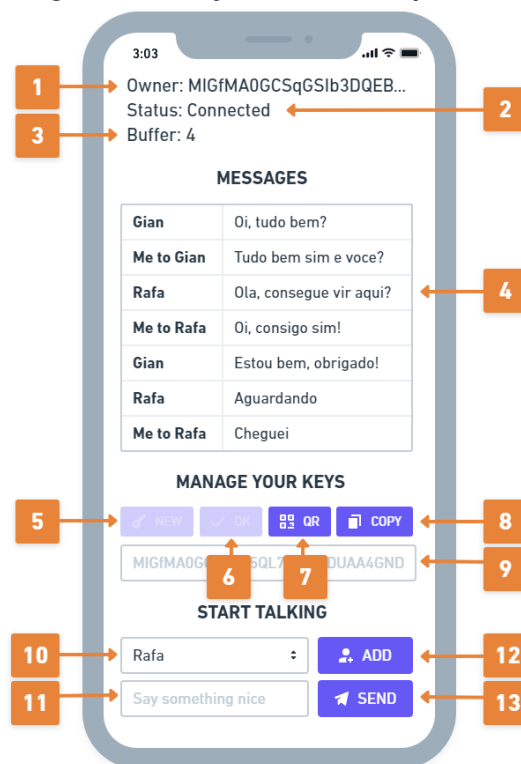 3:03
1
Owner: MIGfMA0GCSqGSIb3DQEB...
Status: Connected
2
3
Buffer: 4
MESSAGES
Gian Oi, tudo bem?
Me to Gian Tudo bem sim e voce?
Rafa Ola, consegue vir aqui?
4
Me to Rafa Oi, consigo sim!
Gian Estou bem, obrigado!
Rafa Aguardando
Me to Rafa Cheguei
MANAGE YOUR KEYS
5
NEW OK QR COPY
8
MIGfMA0G 5QL7 DUAA4GND
6
7
9
START TALKING
10
Rafa ADD
12
11
Say something nice SEND
13